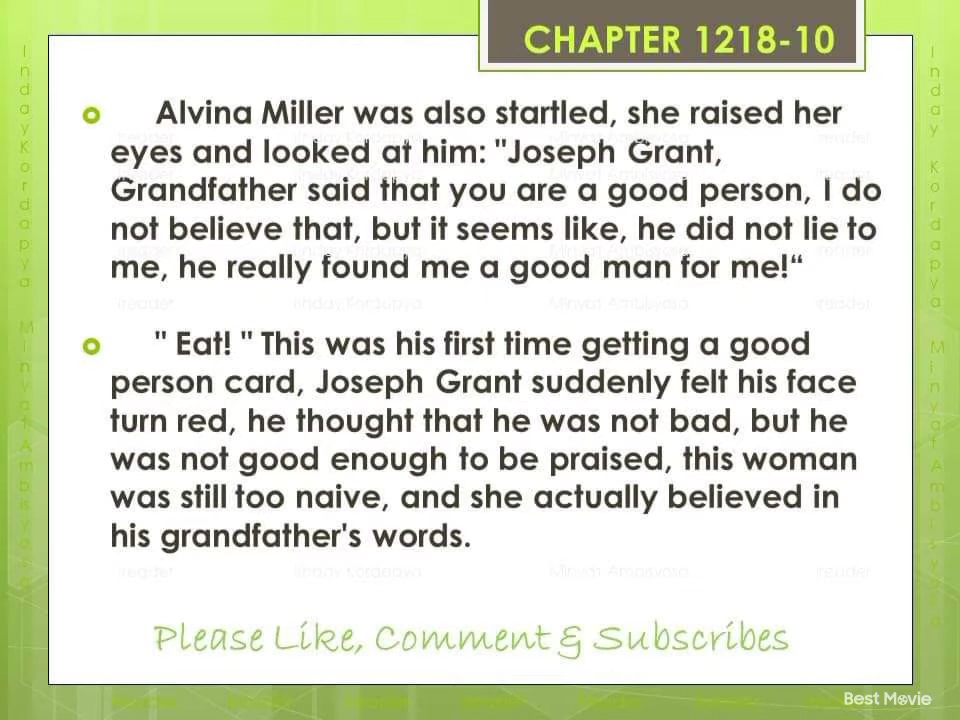 CHAPTER 1218-10
Alvina Miller was also startled, she raised her
eyes and looked at him: "Joseph Grant,
Grandfather said that you are a good person, I do
not believe that, but it seems like, he did not lie to
me, he really found me a good man for me!“
" Eat! " This was his first time getting a good
person card, Joseph Grant suddenly felt his face
turn red, he thought that he was not bad, but he
was not good enough to be praised, this woman
was still too naive, and she actually believed in
his grandfather's words.
Please Like, Comment & Subscribes
Best Movie